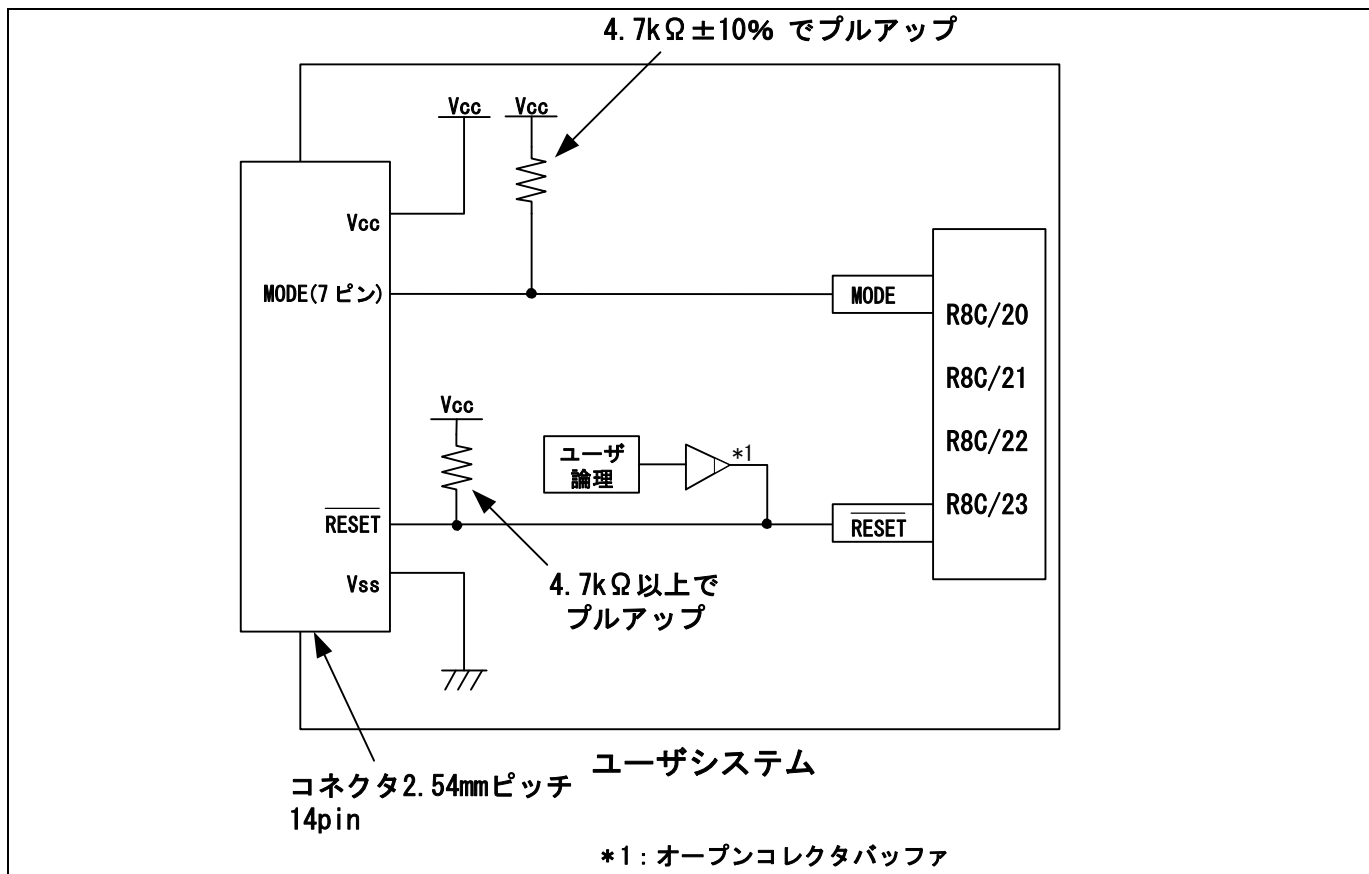 4.7kΩ±10% でプルアップ
Vcc
Vcc
Vcc
MODE(7 ピン)
MODE
R8C/20
R8C/21
R8C/22
R8C/23
Vcc
ユーザ
論理
*1
RESET
RESET
Vss
4.7kΩ以上で
プルアップ
ユーザシステム
コネクタ2.54mmピッチ
14pin
*1：オープンコレクタバッファ